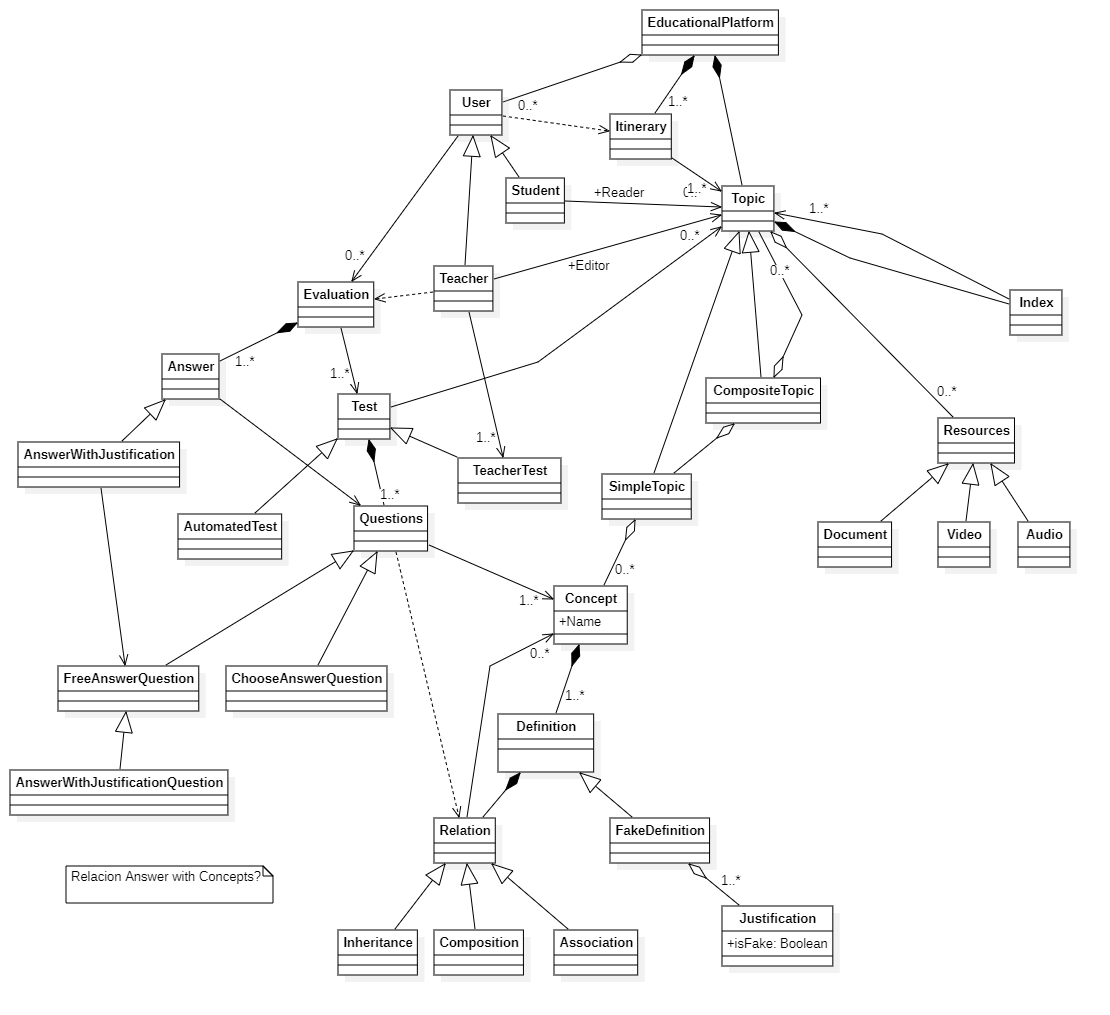 EducationalPlatform
User
0..*
1..*
Itinerary
Student
+Reader
1..*
Topic
1..*
0..*
+Editor
0..*
0..*
Evaluation
Teacher
Index
1..*
Answer
1..*
0..*
CompositeTopic
Test
Resources
1..*
AnswerWithJustification
TeacherTest
SimpleTopic
1..*
AutomatedTest
Questions
Document
Video
Audio
0..*
1..*
Concept
+Name
0..*
FreeAnswerQuestion
ChooseAnswerQuestion
1..*
Definition
AnswerWithJustificationQuestion
Relation
FakeDefinition
Relacion Answer with Concepts?
1..*
Justification
+isFake: Boolean
Inheritance
Composition
Association